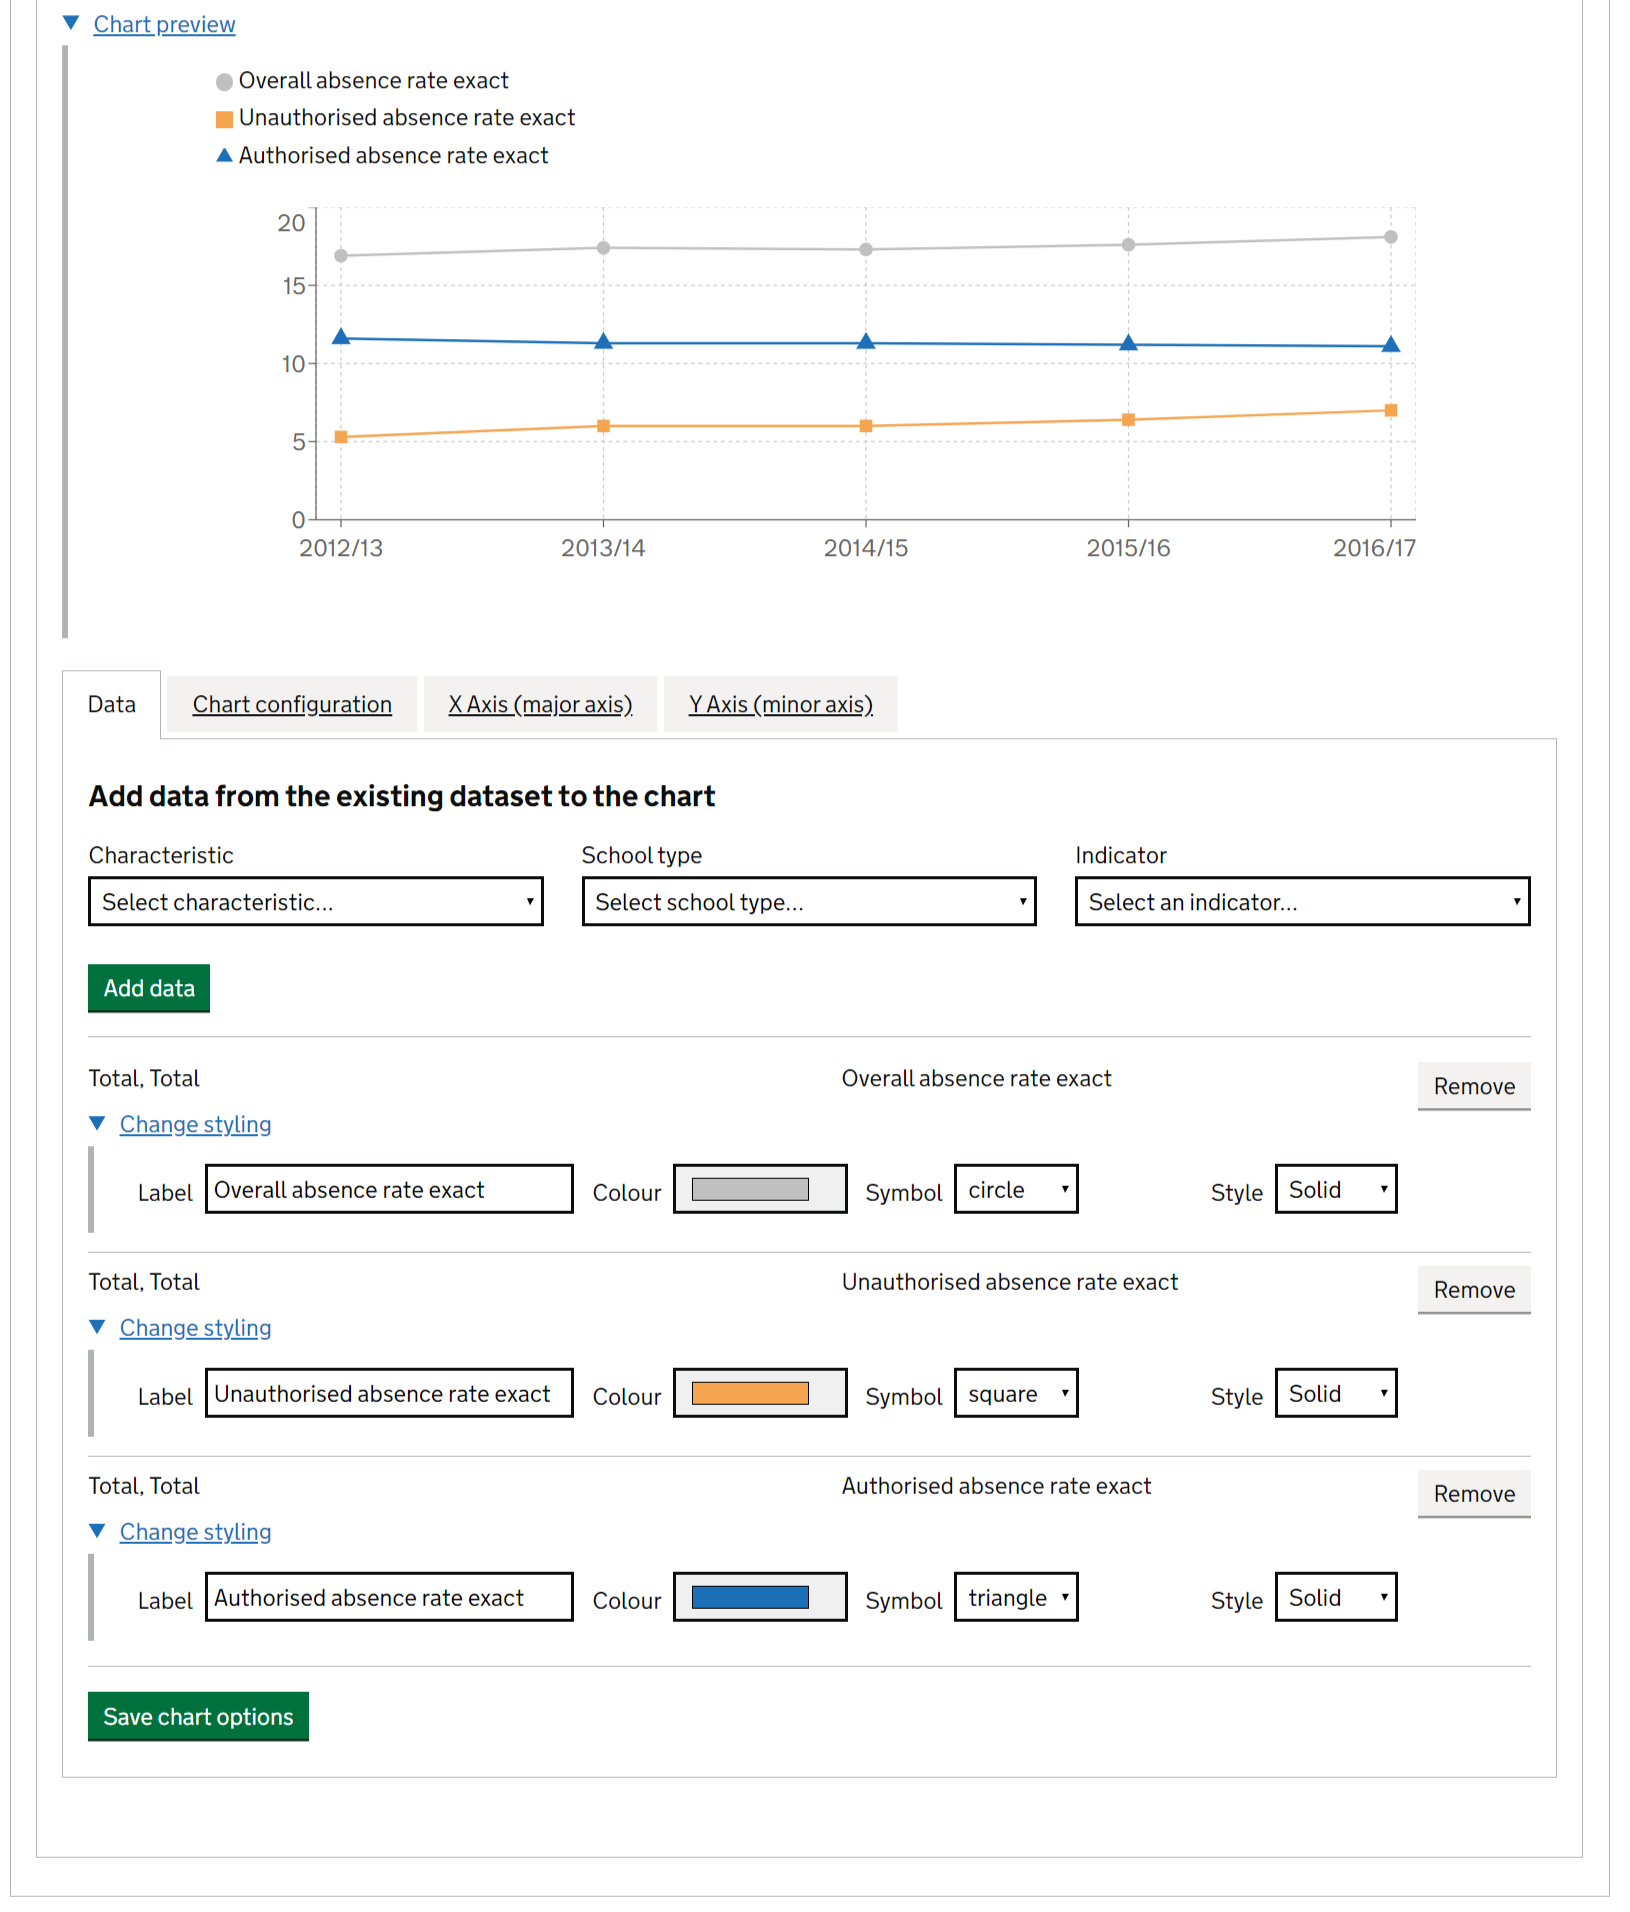 Chart preview
Overall absence rate exact
Unauthorised absence rate exact
Authorised absence rate exact
20
15
10
5
0
2012/13 2013/14 2014/15 2015/16 2016/17
Data Chart configuration X Axis (major axis) Y Axis (minor axis)
Add data from the existing dataset to the chart
Characteristic School type Indicator
Select characteristic... Select school type... Select an indicator...
Add data
Total, Total Overall absence rate exact Remove
Change styling
Label Overall absence rate exact Colour Symbol circle Style Solid
Total, Total Unauthorised absence rate exact Remove
Change styling
Label Unauthorised absence rate exact Colour Symbol square Style Solid
Total, Total Authorised absence rate exact Remove
Change styling
Label Authorised absence rate exact Colour Symbol triangle Style Solid
Save chart options